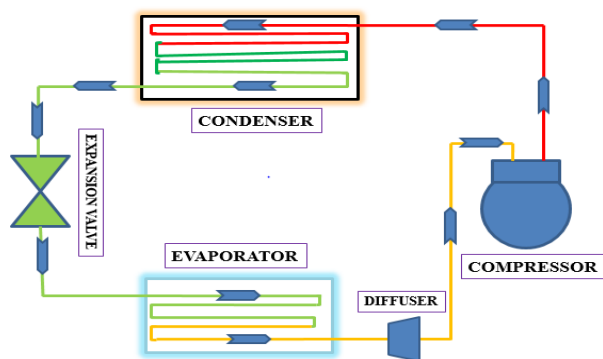 CONDENSER
EXPANSION VALVE
EVAPORATOR
DIFFUSER
COMPRESSOR